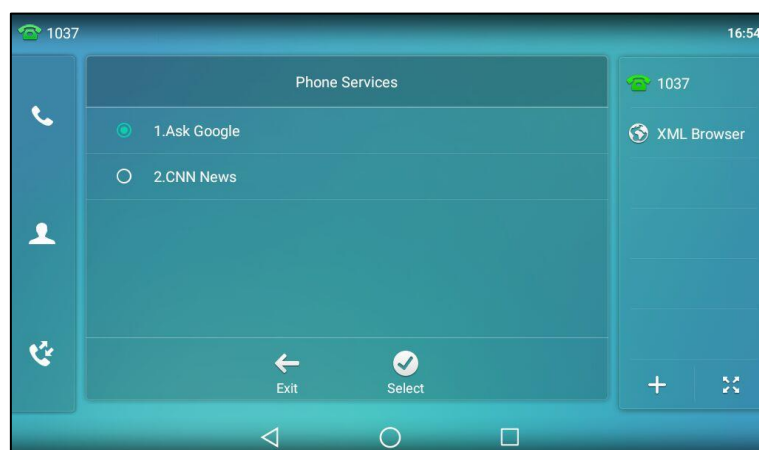 1037
16:54
Phone Services
1.Ask Google
2.CNN News
Exit
Select
1037
XML Browser